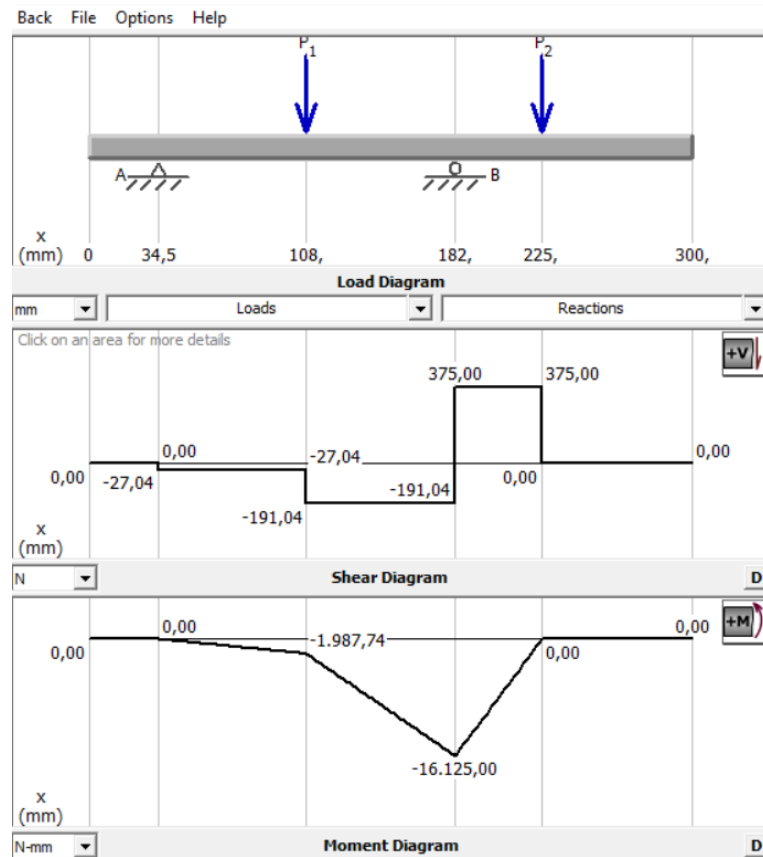 Back File Options Help
P1 P2
A B
x
(mm) 0 34,5 108, 182, 225, 300,
Load Diagram
mm Loads Reactions
Click on an area for more details
+V
375,00 375,00
0,00 -27,04 0,00
0,00 -27,04 -191,04 0,00
-191,04
x
(mm)
N Shear Diagram D
+M
0,00 -1.987,74 0,00
0,00 0,00
-16.125,00
x
(mm)
N-mm Moment Diagram D